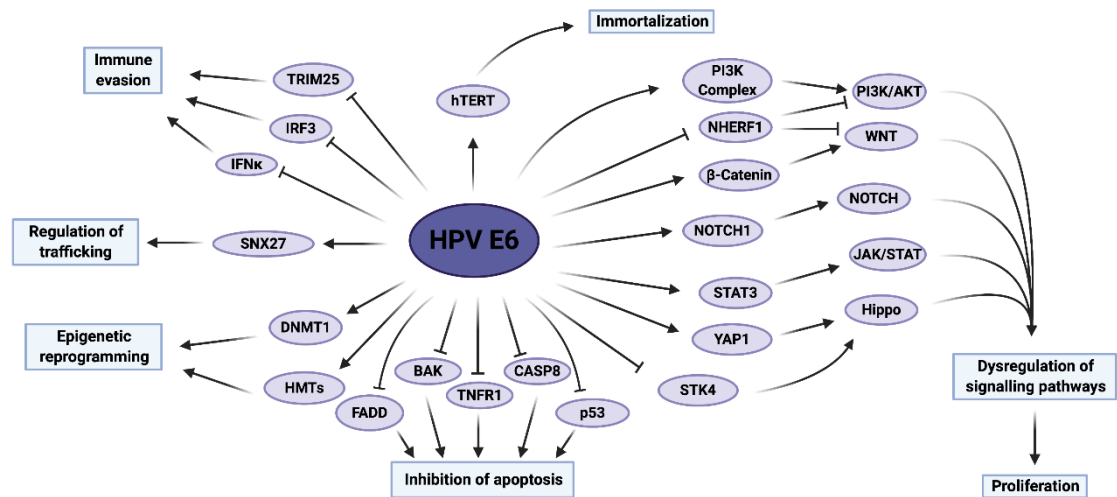 Immortalization
Immune
evasion
TRIM25
hTERT
PI3K
Complex
PI3K/AKT
IRF3
NHERF1
WNT
IFNκ
β-Catenin
HPV E6
NOTCH1
NOTCH
Regulation of
trafficking
SNX27
STAT3
JAK/STAT
Epigenetic
reprogramming
DNMT1
YAP1
Hippo
HMTs
FADD
BAK
TNFR1
CASP8
p53
STK4
Dysregulation of
signalling pathways
Inhibition of apoptosis
Proliferation